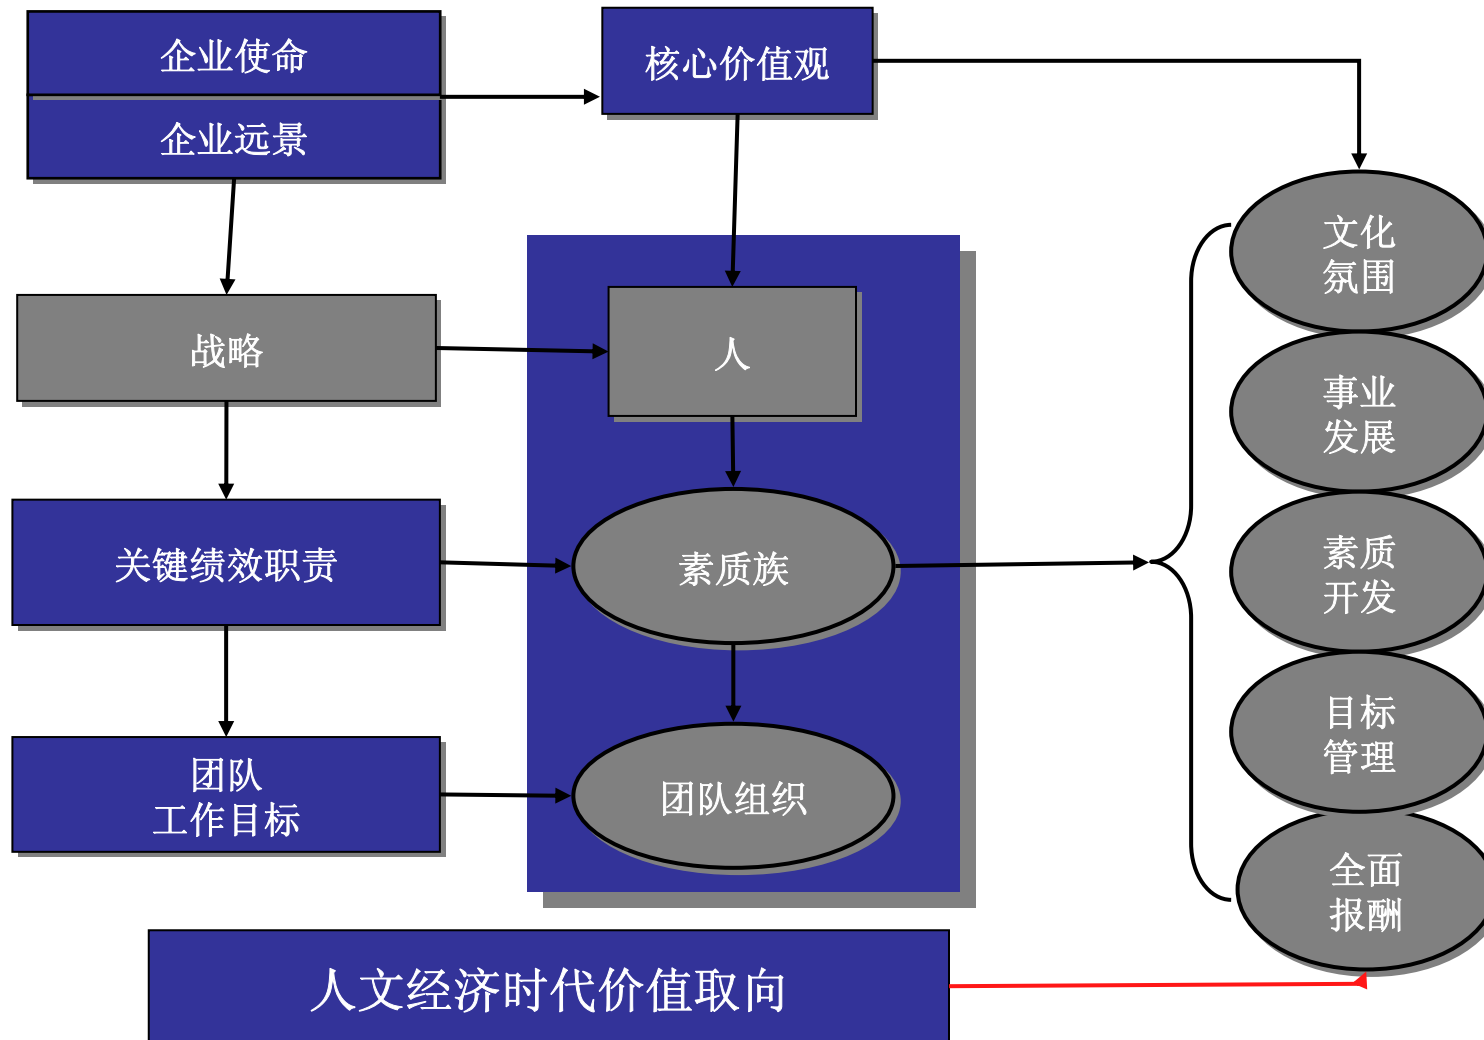 企业使命
企业远景
核心价值观
战略
人
关键绩效职责
素质族
团队
工作目标
团队组织
文化
氛围
事业
发展
素质
开发
目标
管理
全面
报酬
人文经济时代价值取向